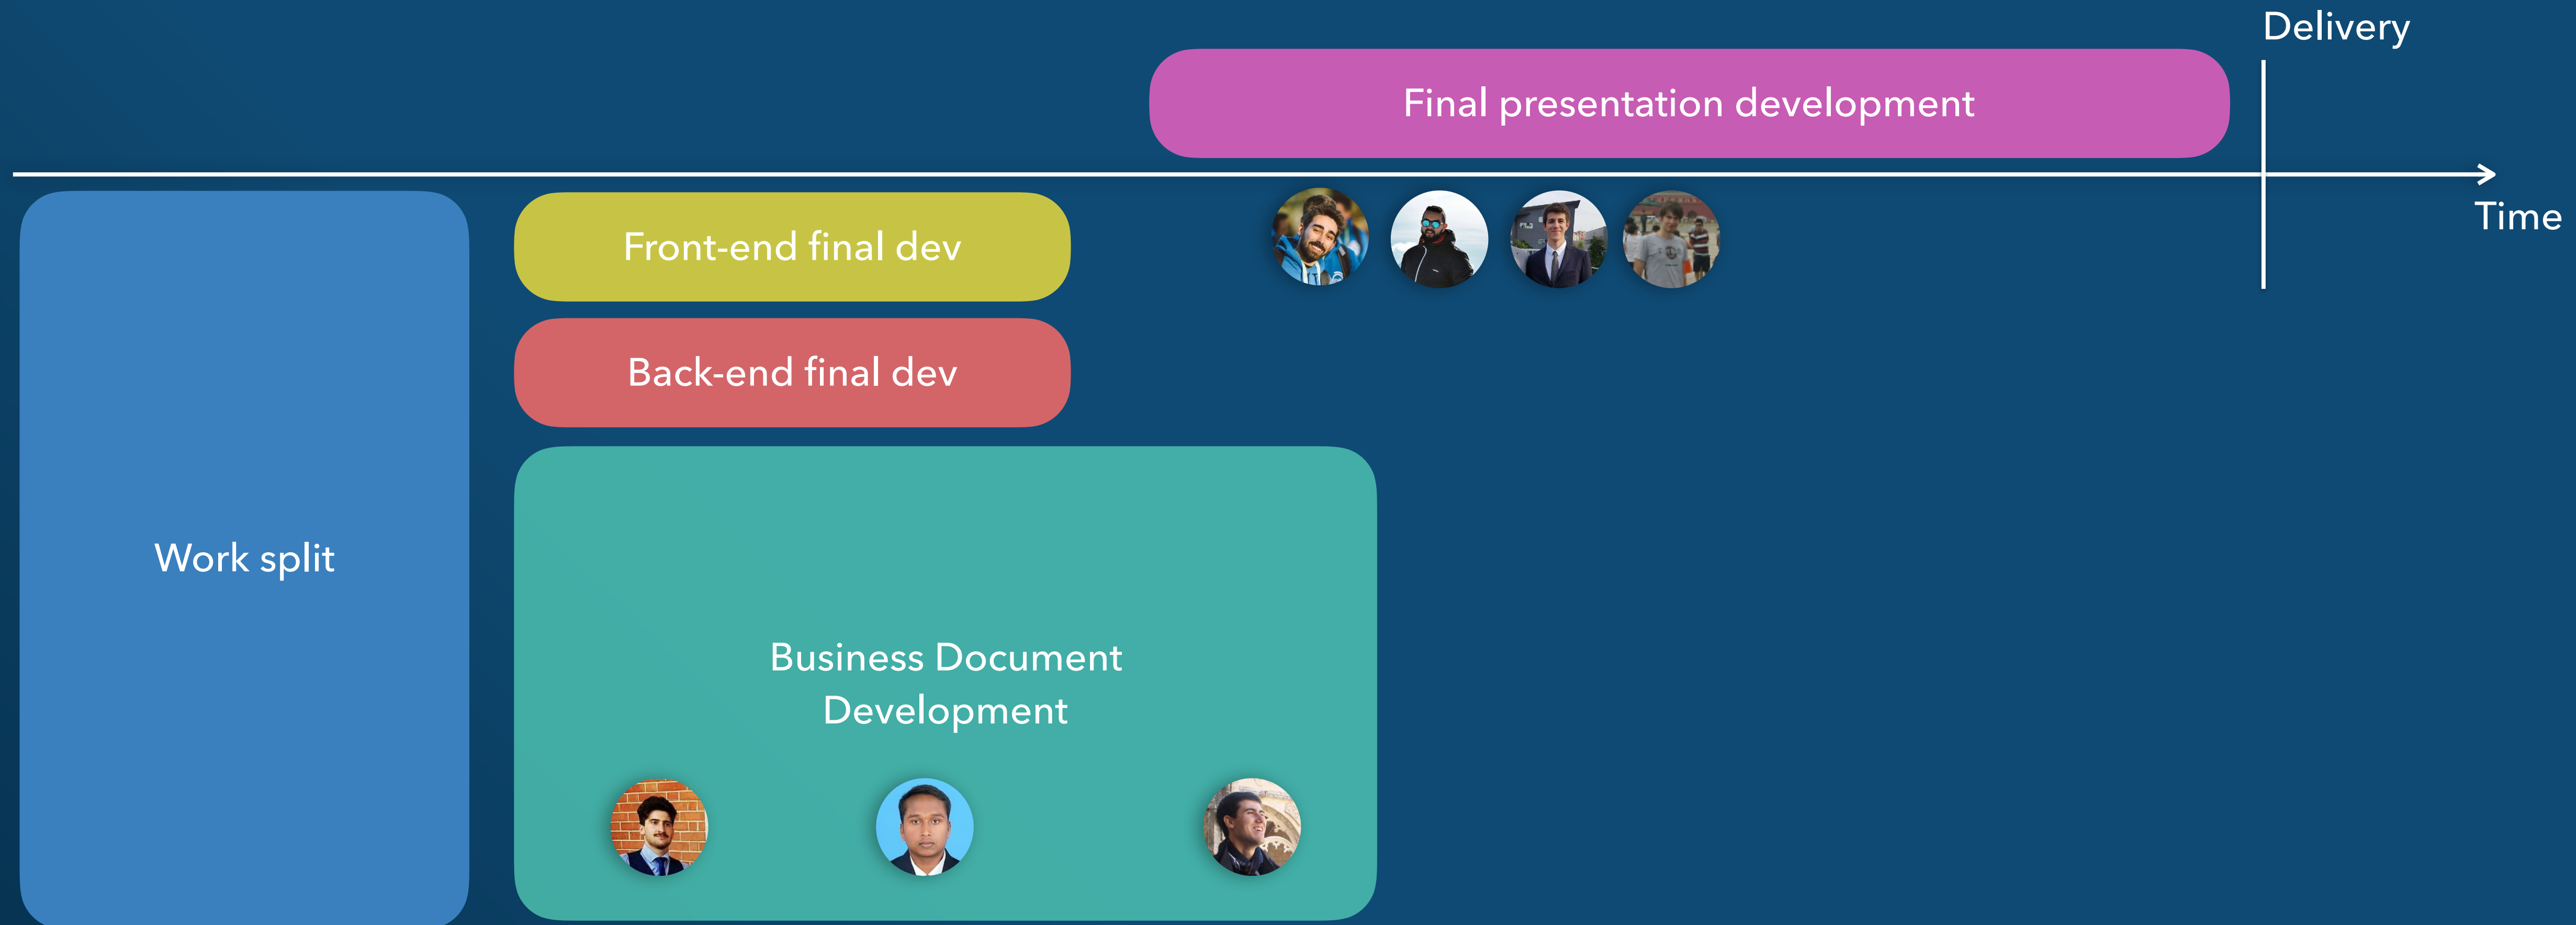 Delivery
Final presentation development
Time
Front-end final dev
Back-end final dev
Work split
Business Document
Development